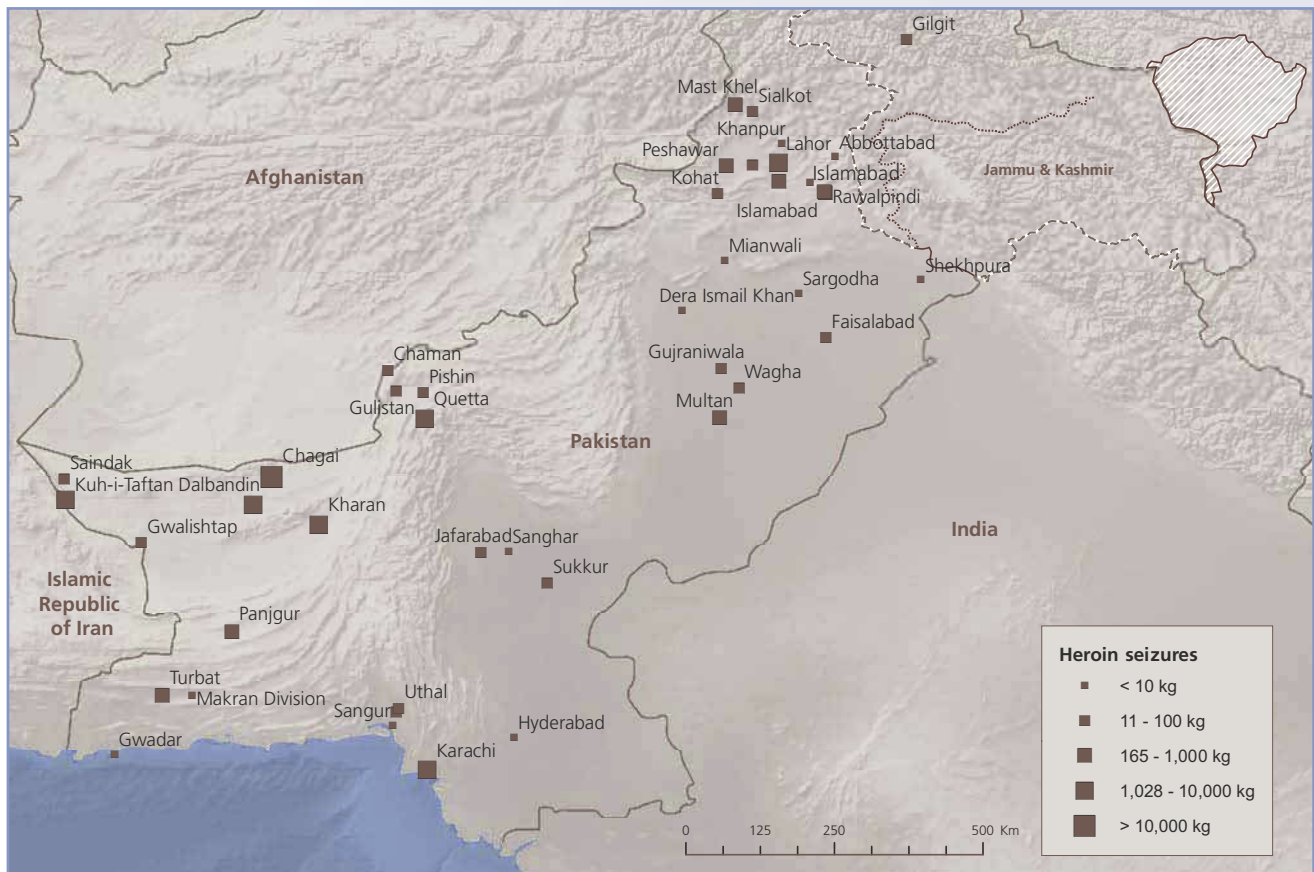 Gilgit
Mast Khel
Sialkot
Khanpur
Lahor
Abbottabad
Peshawar
Kohat
Islamabad
Islamabad
Rawalpindi
Jammu & Kashmir
Afghanistan
Mianwali
Shekhpura
Sargodha
Dera Ismail Khan
Faisalabad
Chaman
Gujraniwala
Pishin
Wagha
Gulistan
Quetta
Multan
Pakistan
Chagai
Saindak
Kuh-i-Taftan
Dalbandin
Kharan
Gwalishtap
Jafarabad
Sanghar
India
Sukkur
Islamic
Republic
of Iran
Panjgur
Turbat
Makran Division
Uthal
Sangum
Hyderabad
Gwadar
Karachi
Heroin seizures
< 10 kg
11 - 100 kg
165 - 1,000 kg
1,028 - 10,000 kg
> 10,000 kg
0 125 250 500 Km